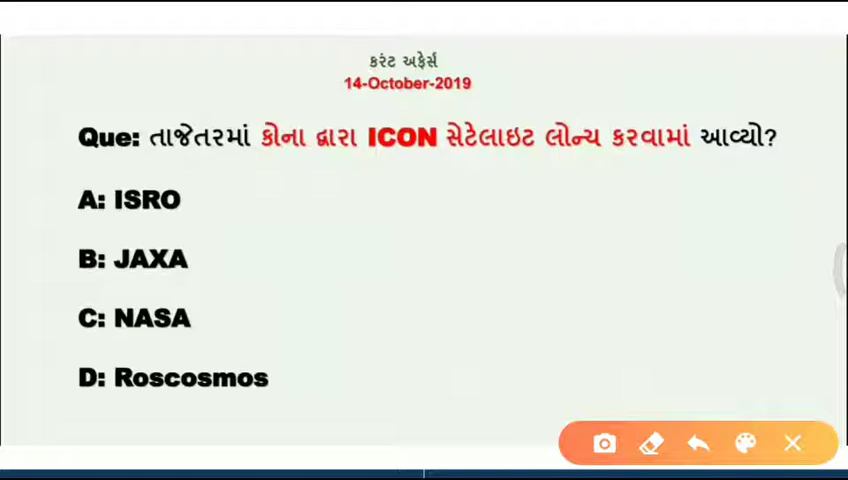 કરંટ અફેર્સ
14-October-2019
Que: તાજેતરમાં કોના દ્વારા ICON સેટેલાઇટ લોન્ચ કરવામાં આવ્યો?
A: ISRO
B: JAXA
C: NASA
D: Roscosmos